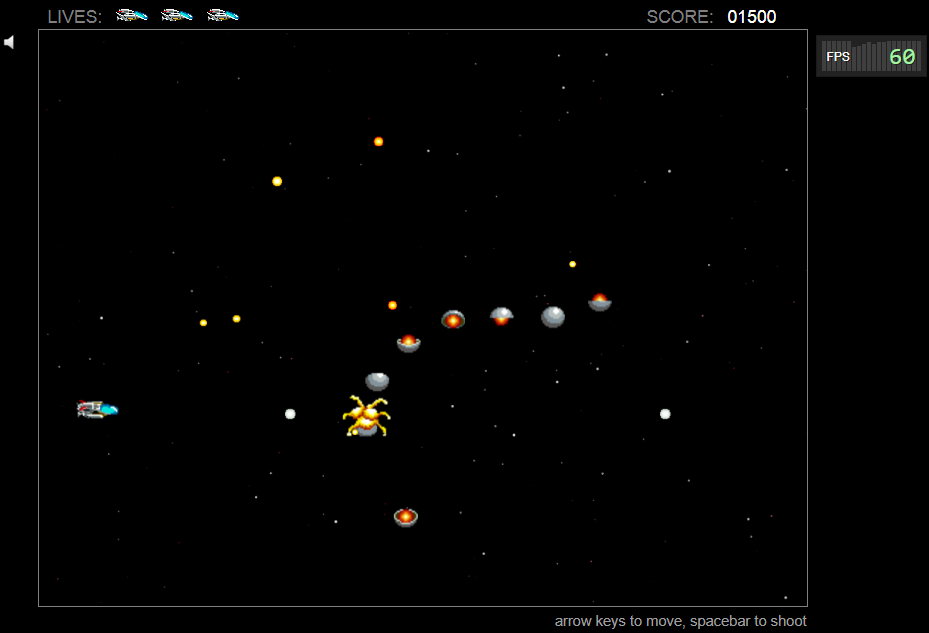 LIVES: SCORE: 01500
FPS 60
arrow keys to move, spacebar to shoot